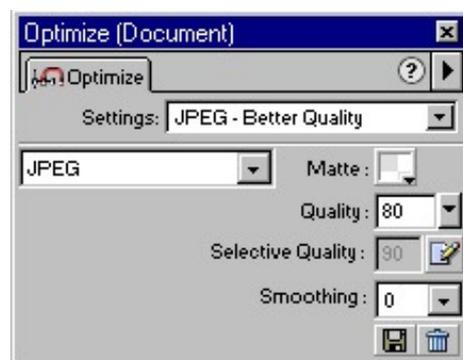 Optimize (Document)
Optimize
?
Settings: JPEG - Better Quality
JPEG
Matte :
Quality : 80
Selective Quality : 90
Smoothing : 0